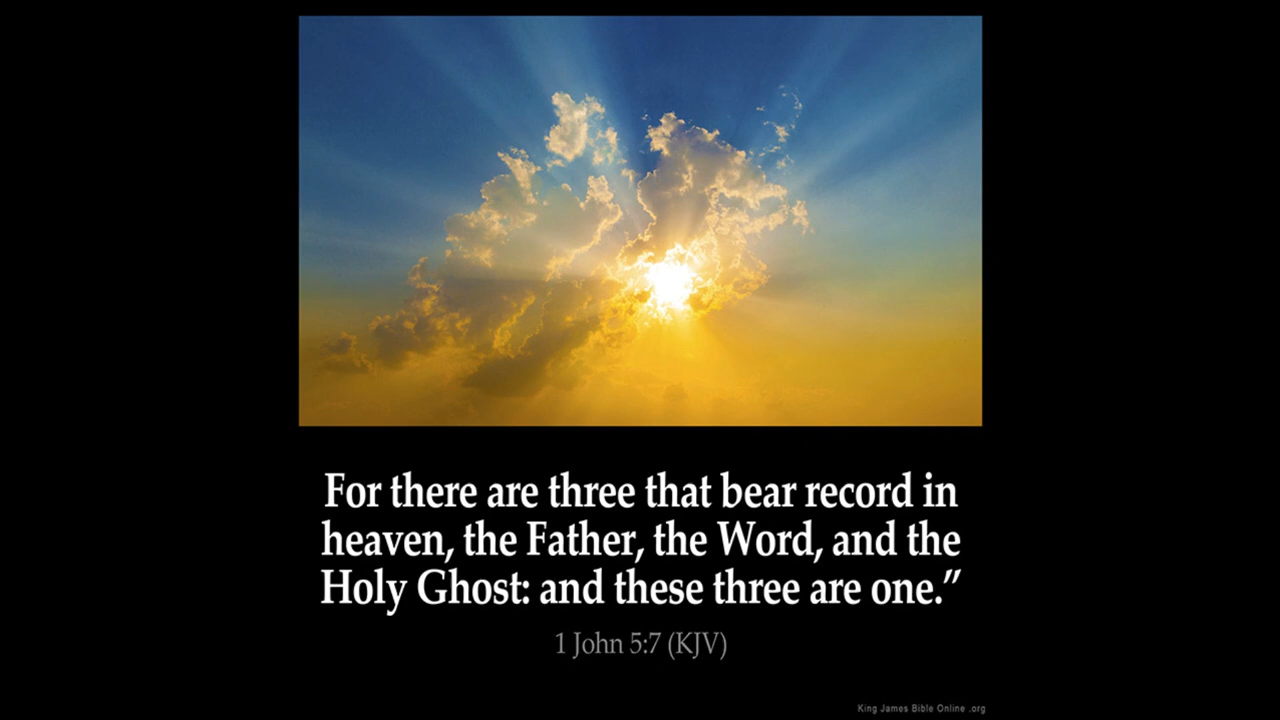 For there are three that bear record in
heaven, the Father, the Word, and the
Holy Ghost: and these three are one.”
1 John 5:7 (KJV)
King James Bible Online .org